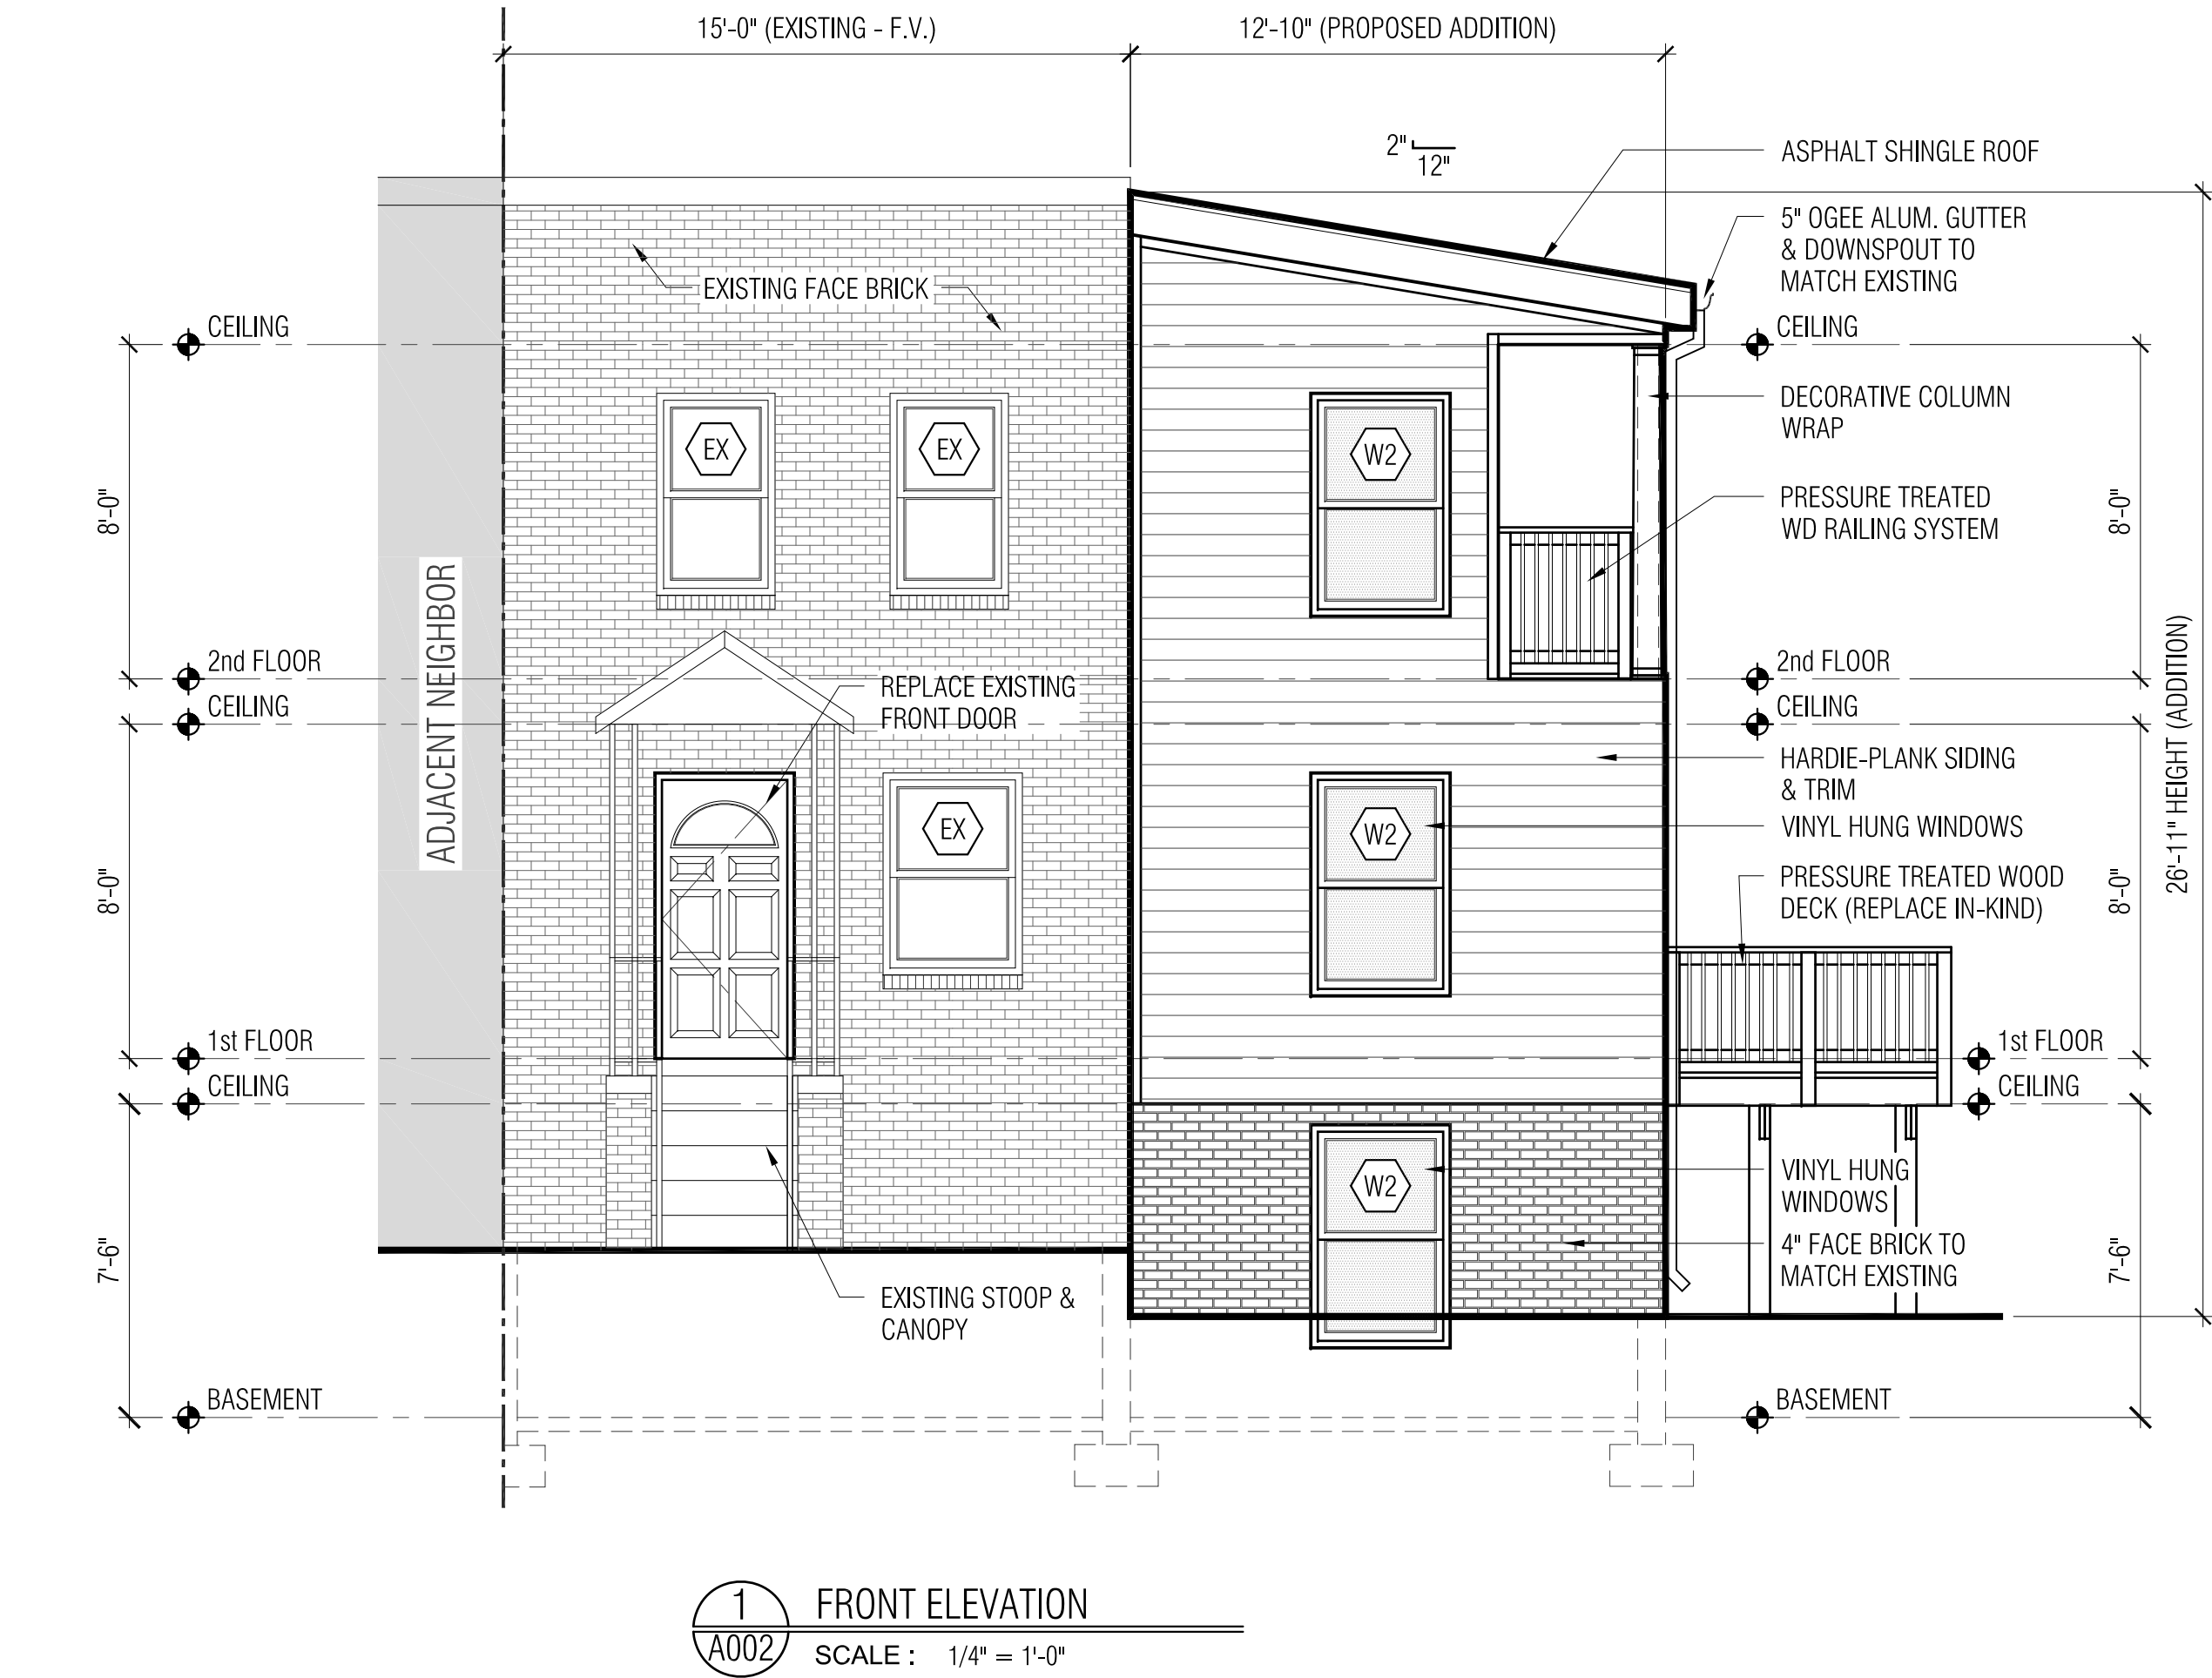 15'-0" (EXISTING - F.V.)
12'-10" (PROPOSED ADDITION)
2"
12"
ASPHALT SHINGLE ROOF
5" OGEE ALUM. GUTTER
& DOWNSPOUT TO
MATCH EXISTING
EXISTING FACE BRICK
CEILING
CEILING
DECORATIVE COLUMN
WRAP
EX
EX
W2
PRESSURE TREATED
WD RAILING SYSTEM
8'-0"
8'-0"
ADJACENT NEIGHBOR
26'-11" HEIGHT (ADDITION)
2nd FLOOR
2nd FLOOR
CEILING
CEILING
REPLACE EXISTING
FRONT DOOR
HARDIE-PLANK SIDING
& TRIM
VINYL HUNG WINDOWS
EX
W2
PRESSURE TREATED WOOD
DECK (REPLACE IN-KIND)
8'-0"
8'-0"
1st FLOOR
1st FLOOR
CEILING
CEILING
W2
VINYL HUNG
WINDOWS
4" FACE BRICK TO
MATCH EXISTING
7'-6"
7'-6"
EXISTING STOOP &
CANOPY
BASEMENT
BASEMENT
1
A002
FRONT ELEVATION
SCALE : 1/4" = 1'-0"